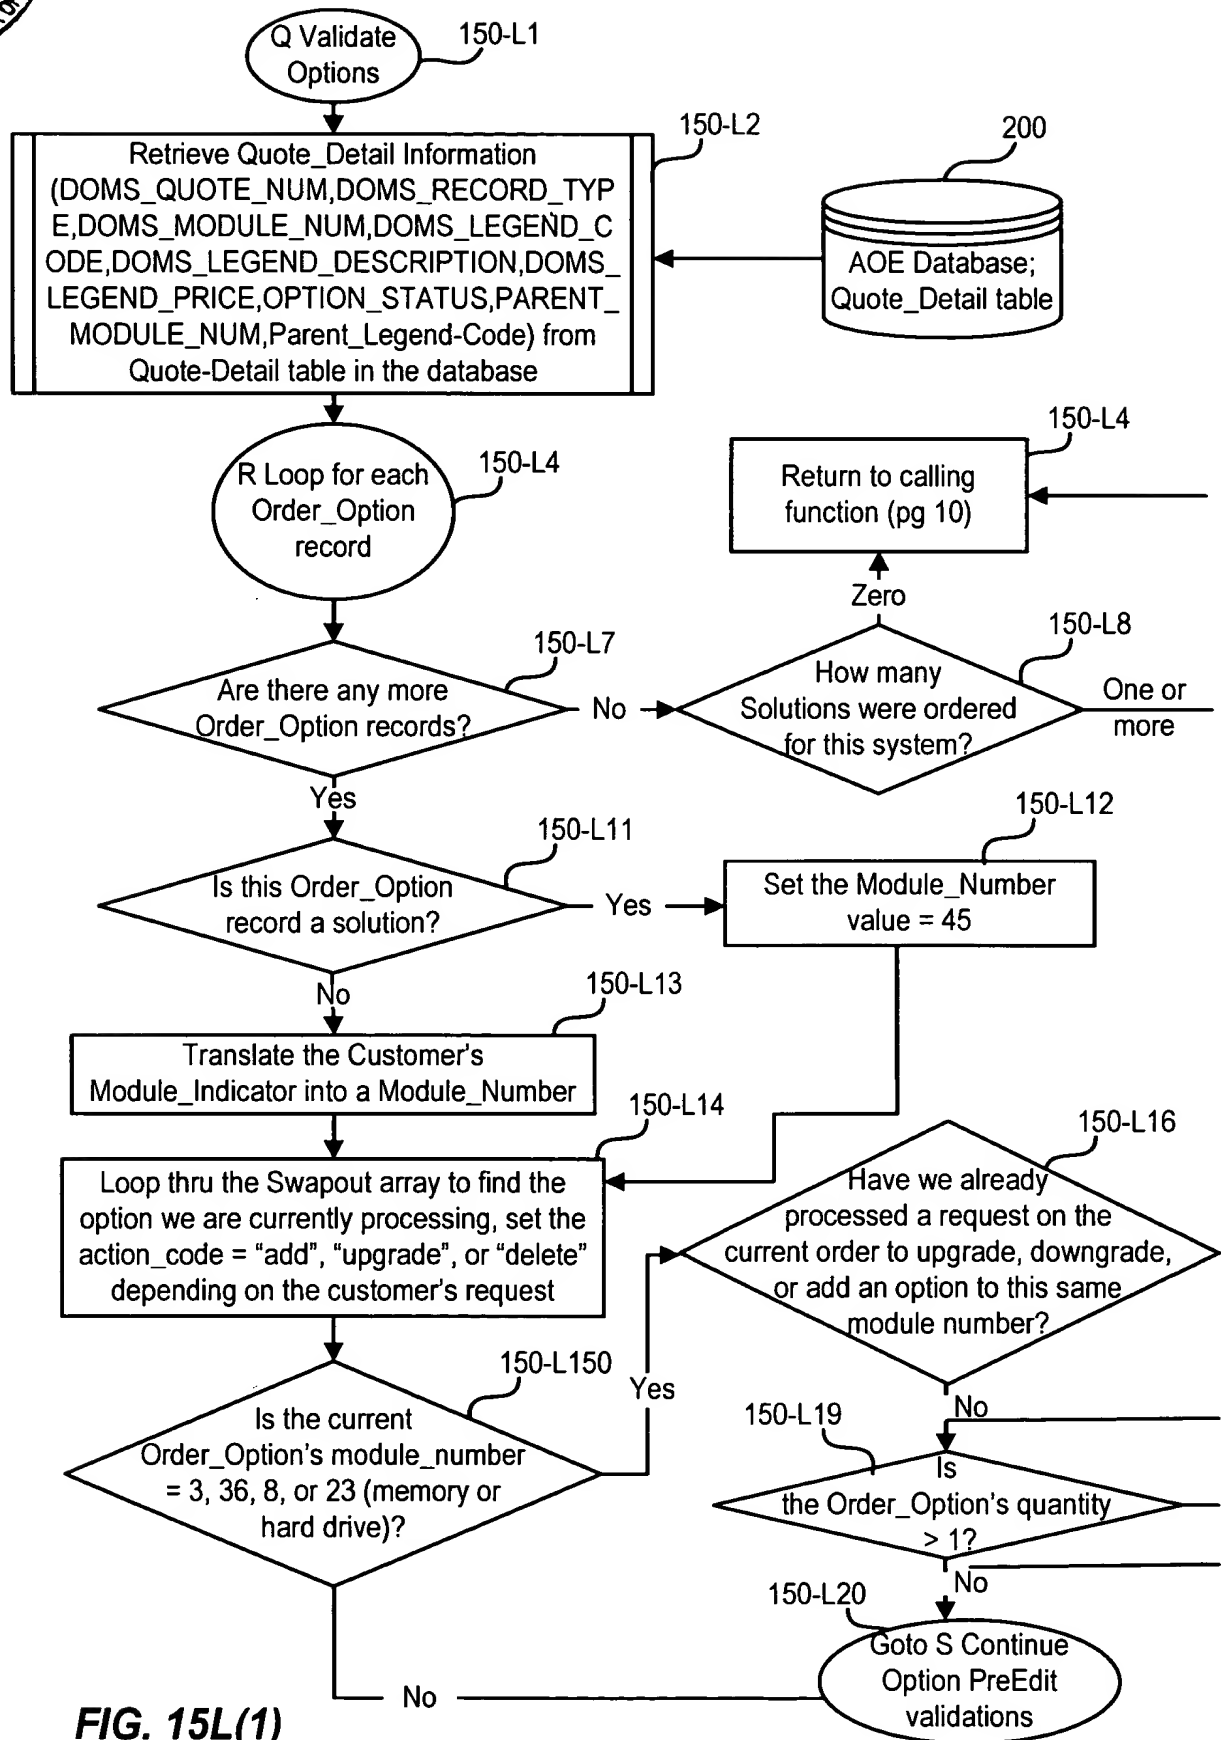 Q Validate
Options
150-L1
Retrieve Quote_Detail Information
(DOMS_QUOTE_NUM,DOMS_RECORD_TYP
E,DOMS_MODULE_NUM,DOMS_LEGEND_C
ODE,DOMS_LEGEND_DESCRIPTION,DOMS_
LEGEND_PRICE,OPTION_STATUS,PARENT_
MODULE_NUM,Parent_Legend-Code) from
Quote-Detail table in the database
150-L2
200
AOE Database;
Quote_Detail table
R Loop for each
Order_Option
record
150-L4
150-L4
Return to calling
function (pg 10)
Zero
150-L7
Are there any more
Order_Option records?
No
150-L8
How many
Solutions were ordered
for this system?
One or
more
Yes
150-L11
Is this Order_Option
record a solution?
Yes
150-L12
Set the Module_Number
value = 45
No
150-L13
Translate the Customer's
Module_Indicator into a Module_Number
150-L14
Loop thru the Swapout array to find the
option we are currently processing, set the
action_code = “add”, “upgrade”, or “delete”
depending on the customer's request
150-L16
Have we already
processed a request on the
current order to upgrade, downgrade,
or add an option to this same
module number?
150-L150
Is the current
Order_Option's module_number
= 3, 36, 8, or 23 (memory or
hard drive)?
Yes
No
150-L19
Is
the Order_Option's quantity
> 1?
No
150-L20
Goto S Continue
Option PreEdit
validations
No
FIG. 15L(1)